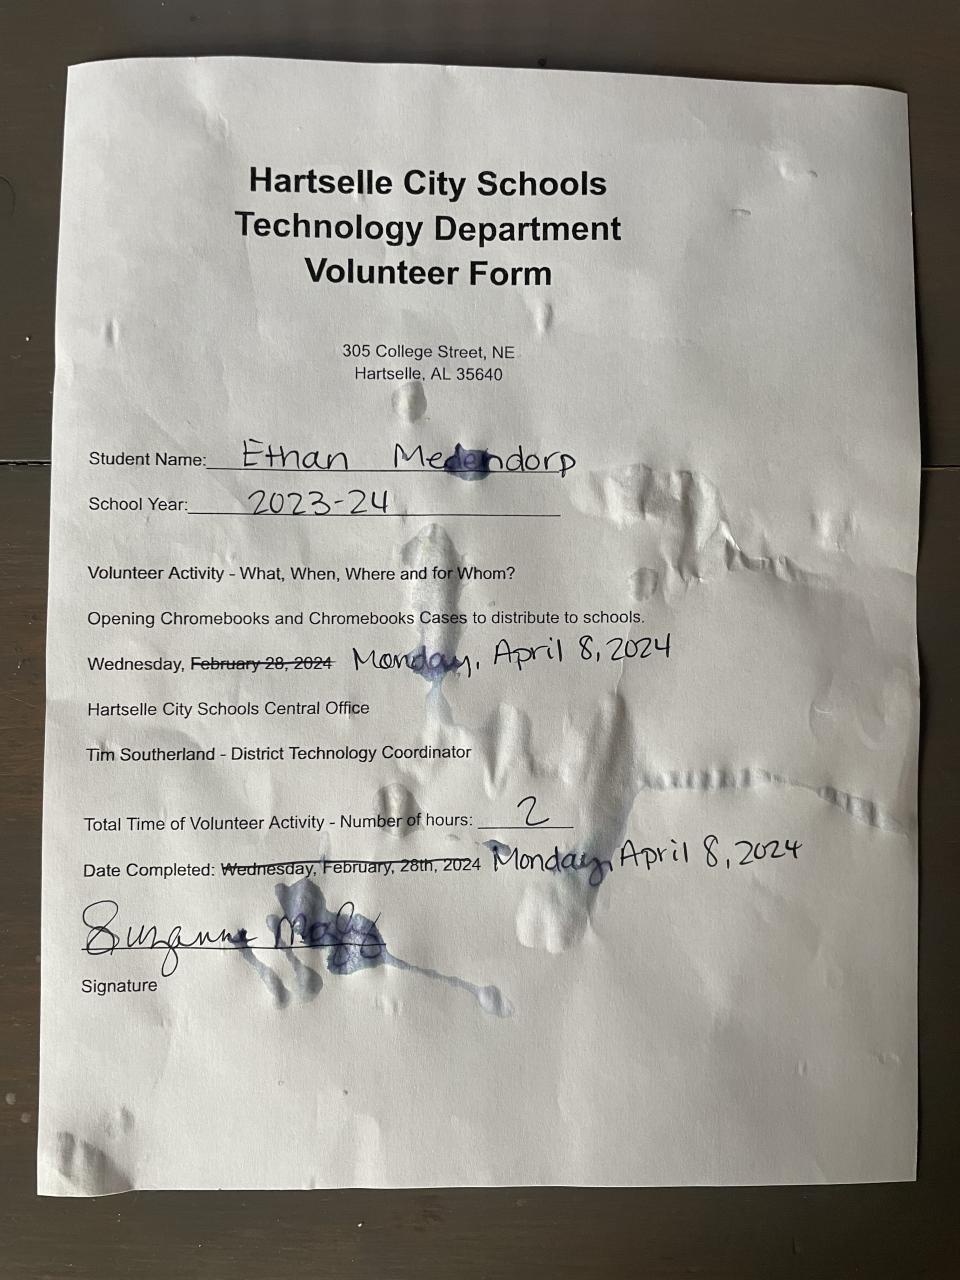 Hartselle City Schools
Technology Department
Volunteer Form
305 College Street, NE
Hartselle, AL 35640
Student Name: Ethan Medendorp
School Year: 2023-24
Volunteer Activity - What, When, Where and for Whom?
Opening Chromebooks and Chromebooks Cases to distribute to schools.
Wednesday, February 28, 2024 Monday, April 8, 2024
Hartselle City Schools Central Office
Tim Southerland - District Technology Coordinator
Total Time of Volunteer Activity - Number of hours: 2
Date Completed: Wednesday, February, 28th, 2024 Monday, April 8, 2024
Suzanne
Signature